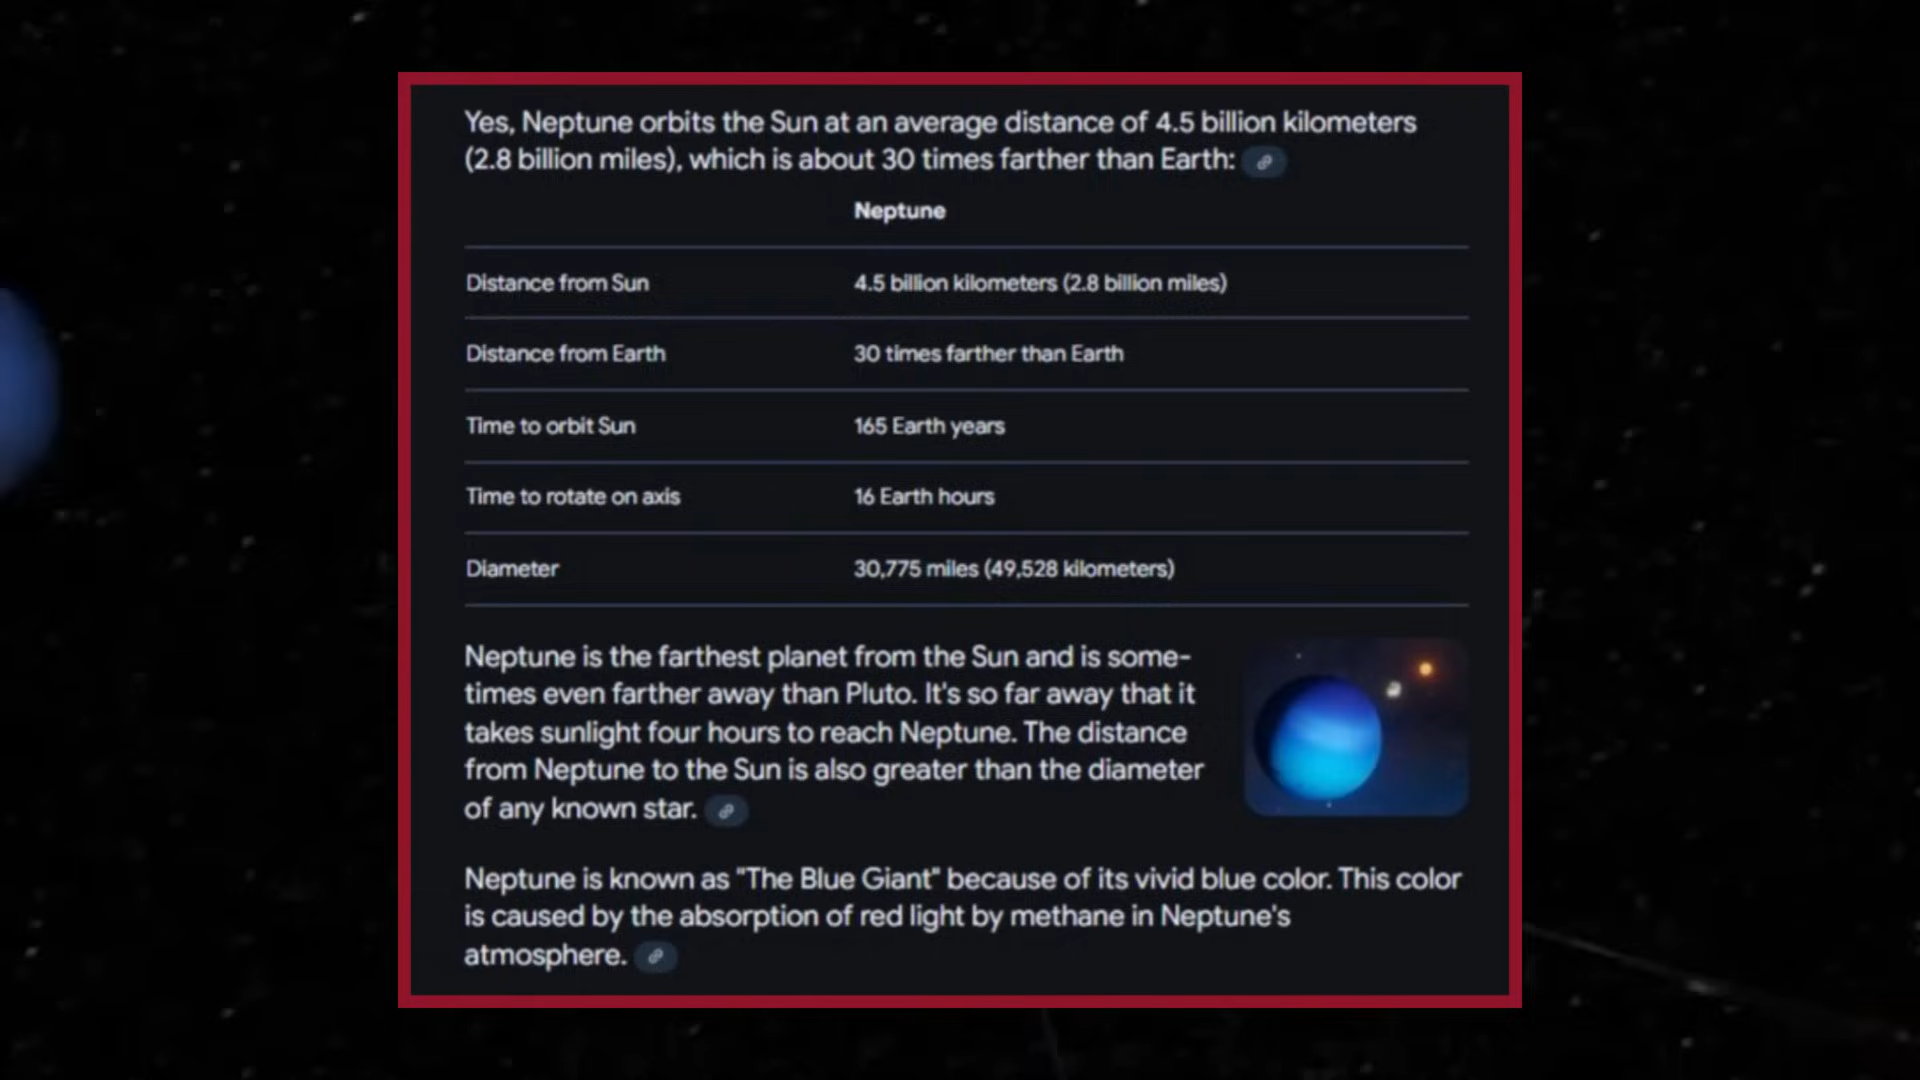 Yes, Neptune orbits the Sun at an average distance of 4.5 billion kilometers
(2.8 billion miles), which is about 30 times farther than Earth:
Neptune
Distance from Sun 4.5 billion kilometers (2.8 billion miles)
Distance from Earth 30 times farther than Earth
Time to orbit Sun 165 Earth years
Time to rotate on axis 16 Earth hours
Diameter 30,775 miles (49,528 kilometers)
Neptune is the farthest planet from the Sun and is some-
times even farther away than Pluto. It's so far away that it
takes sunlight four hours to reach Neptune. The distance
from Neptune to the Sun is also greater than the diameter
of any known star.
Neptune is known as "The Blue Giant" because of its vivid blue color. This color
is caused by the absorption of red light by methane in Neptune's
atmosphere.